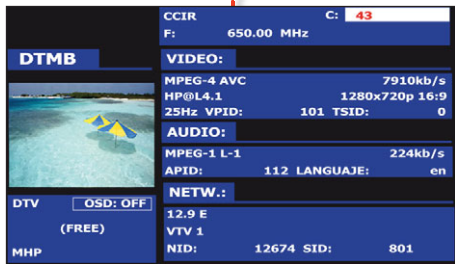 CCIR C: 43
F: 650.00 MHz
DTMB
VIDEO:
MPEG-4 AVC 7910kb/s
HP@L4.1 1280x720p 16:9
25Hz VPID: 101 TSID: 0
AUDIO:
MPEG-1 L-1 224kb/s
APID: 112 LANGUAJE: en
NETW.:
12.9 E
VTV 1
NID: 12674 SID: 801
DTV OSD: OFF
(FREE)
MHP